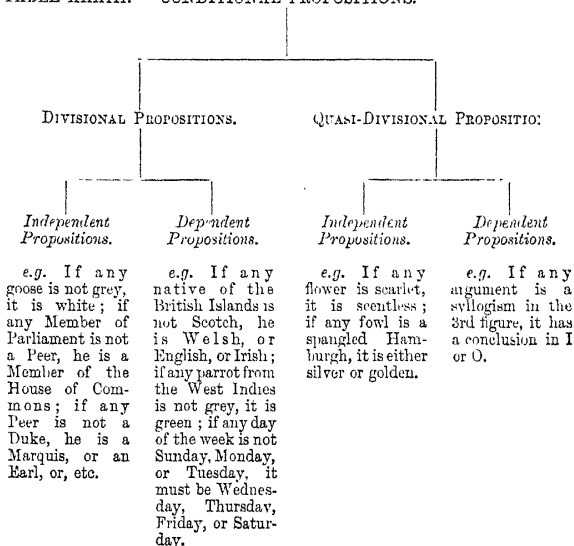 CONDITIONAL PROPOSITIONS.
DIVISIONAL PROPOSITIONS.
QUASI-DIVISIONAL PROPOSITIO
Independent
Propositions.
e.g. If any
goose is not grey,
it is white; if
any Member of
Parliament is not
a Peer, he is a
Member of the
House of Com-
mons; if any
Peer is not a
Duke, he is a
Marquis, or an
Earl, or, etc.
Dependent
Propositions.
e.g. If any
native of the
British Islands is
not Scotch, he
is Welsh, or
English, or Irish;
if any parrot from
the West Indies
is not grey, it is
green; if any day
of the week is not
Sunday, Monday,
or Tuesday, it
must be Wednes-
day, Thursday,
Friday, or Satur-
day.
Independent
Propositions.
e.g. If any
flower is scarlet,
it is scentless;
if any fowl is a
spangled Ham-
burgh, it is either
silver or golden.
Dependent
Propositions.
e.g. If any
argument is a
syllogism in the
3rd figure, it has
a conclusion in I
or O.